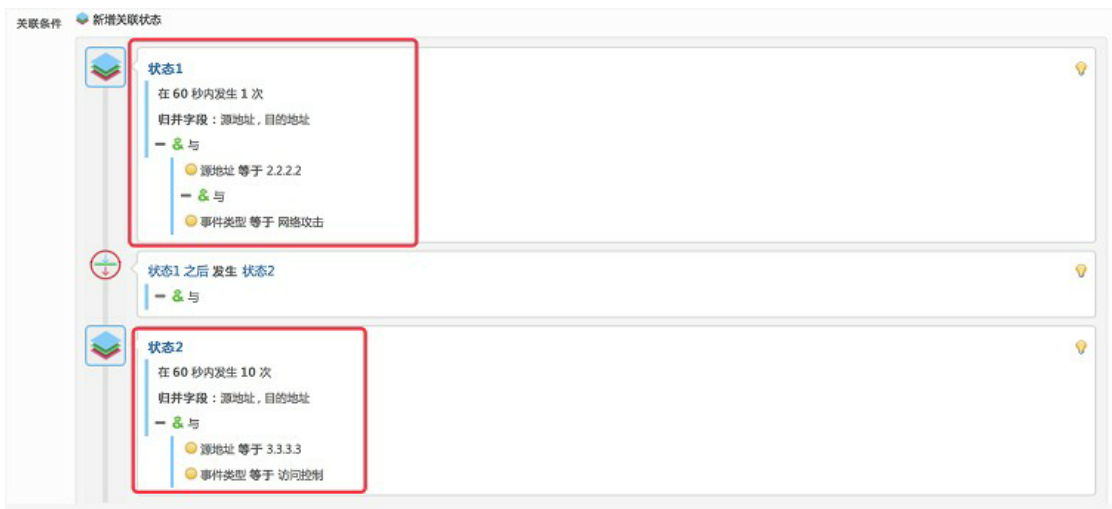 关联条件 新增关联状态
状态1
在 60 秒内发生 1 次
归并字段：源地址, 目的地址
& 与
源地址 等于 2.2.2.2
& 与
事件类型 等于 网络攻击
状态1 之后 发生 状态2
& 与
状态2
在 60 秒内发生 10 次
归并字段：源地址, 目的地址
& 与
源地址 等于 3.3.3.3
事件类型 等于 访问控制